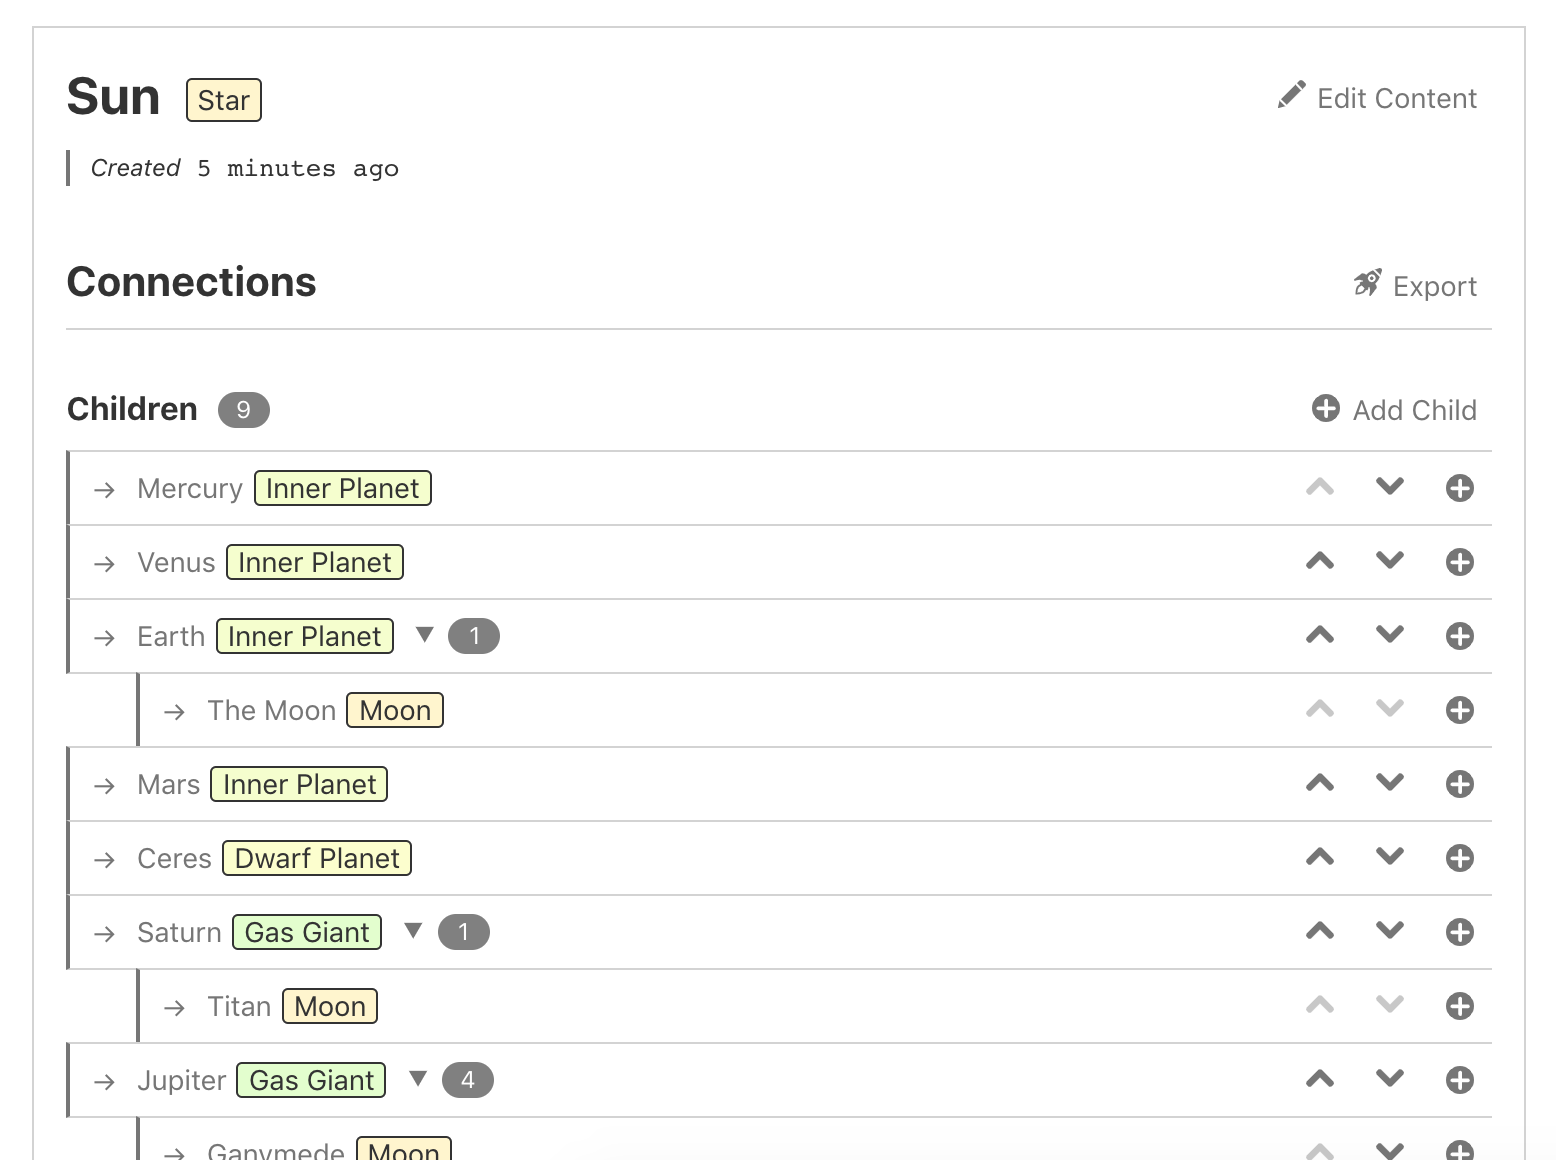 Sun Star Edit Content
Created 5 minutes ago
Connections Export
Children 9 Add Child
→ Mercury Inner Planet
→ Venus Inner Planet
→ Earth Inner Planet ▼ 1
→ The Moon Moon
→ Mars Inner Planet
→ Ceres Dwarf Planet
→ Saturn Gas Giant ▼ 1
→ Titan Moon
→ Jupiter Gas Giant ▼ 4
→ Ganymede Moon